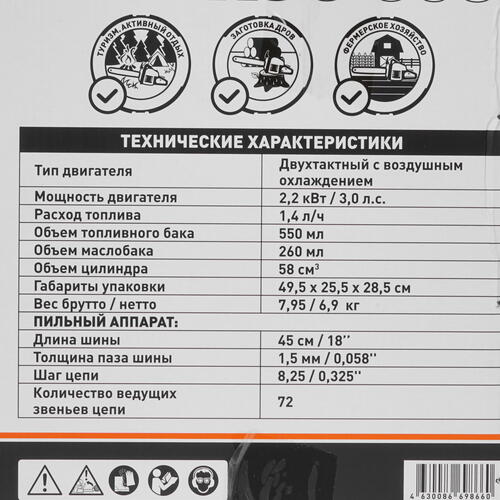 ТУРИЗМ. АКТИВНЫЙ ОТДЫХ
ЗАГОТОВКА ДРОВ
ФЕРМЕРСКОЕ ХОЗЯЙСТВО
ТЕХНИЧЕСКИЕ ХАРАКТЕРИСТИКИ
Тип двигателя Двухтактный с воздушным
охлаждением
Мощность двигателя 2,2 кВт / 3,0 л.с.
Расход топлива 1,4 л/ч
Объем топливного бака 550 мл
Объем маслобака 260 мл
Объем цилиндра 58 см³
Габариты упаковки 49,5 x 25,5 x 28,5 см
Вес брутто / нетто 7,95 / 6,9 кг
ПИЛЬНЫЙ АППАРАТ:
Длина шины 45 см / 18''
Толщина паза шины 1,5 мм / 0,058''
Шаг цепи 8,25 / 0,325''
Количество ведущих
звеньев цепи 72
4 630086 698660